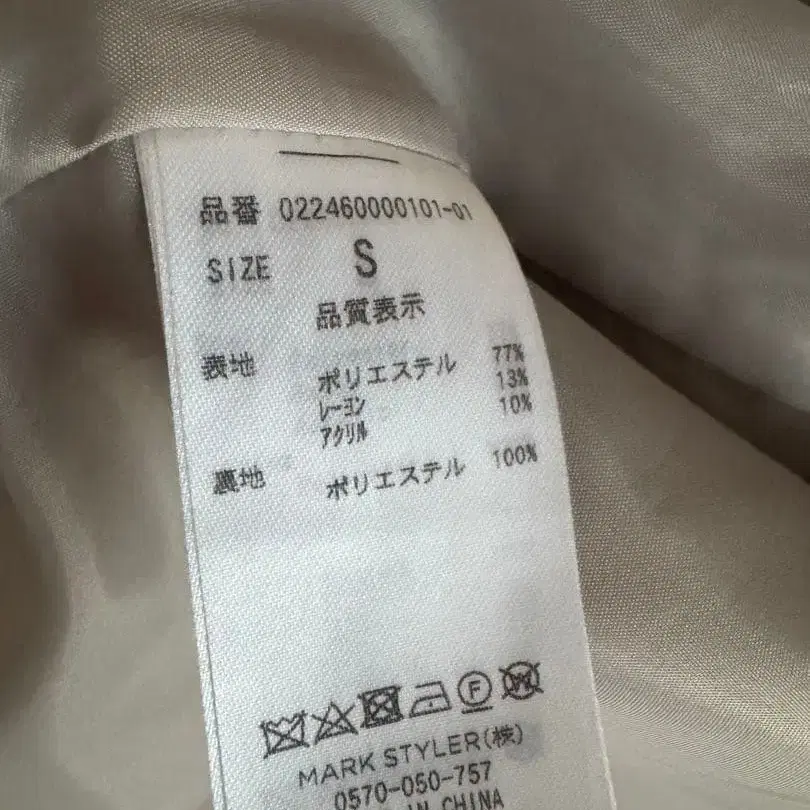 品番 022460000101-01
SIZE S
品質表示
表地 ポリエステル 77%
レーヨン 13%
アクリル 10%
裏地 ポリエステル 100%
F
W
MARK STYLER(株)
0570-050-757
IN CHINA